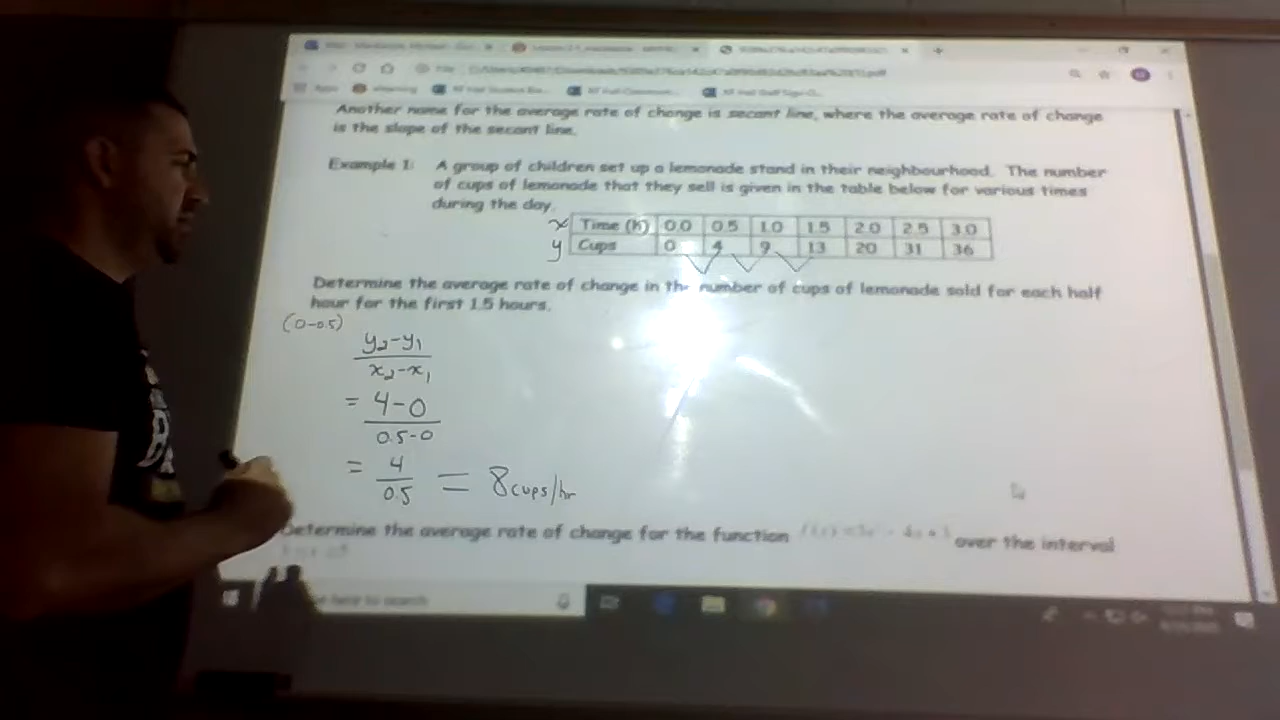 Another name for the average rate of change is secant line, where the average rate of change
is the slope of the secant line.
Example 1: A group of children set up a lemonade stand in their neighbourhood. The number
of cups of lemonade that they sell is given in the table below for various times
during the day.
x Time (h) 0.0 0.5 1.0 1.5 2.0 2.5 3.0
y Cups 0 4 9 13 20 31 36
Determine the average rate of change in the number of cups of lemonade sold for each half
hour for the first 1.5 hours.
(0-0.5)
y₂-y₁
x₂-x₁
= 4-0
0.5-0
= 4 = 8 cups/hr
0.5
Determine the average rate of change for the function over the interval
here to search